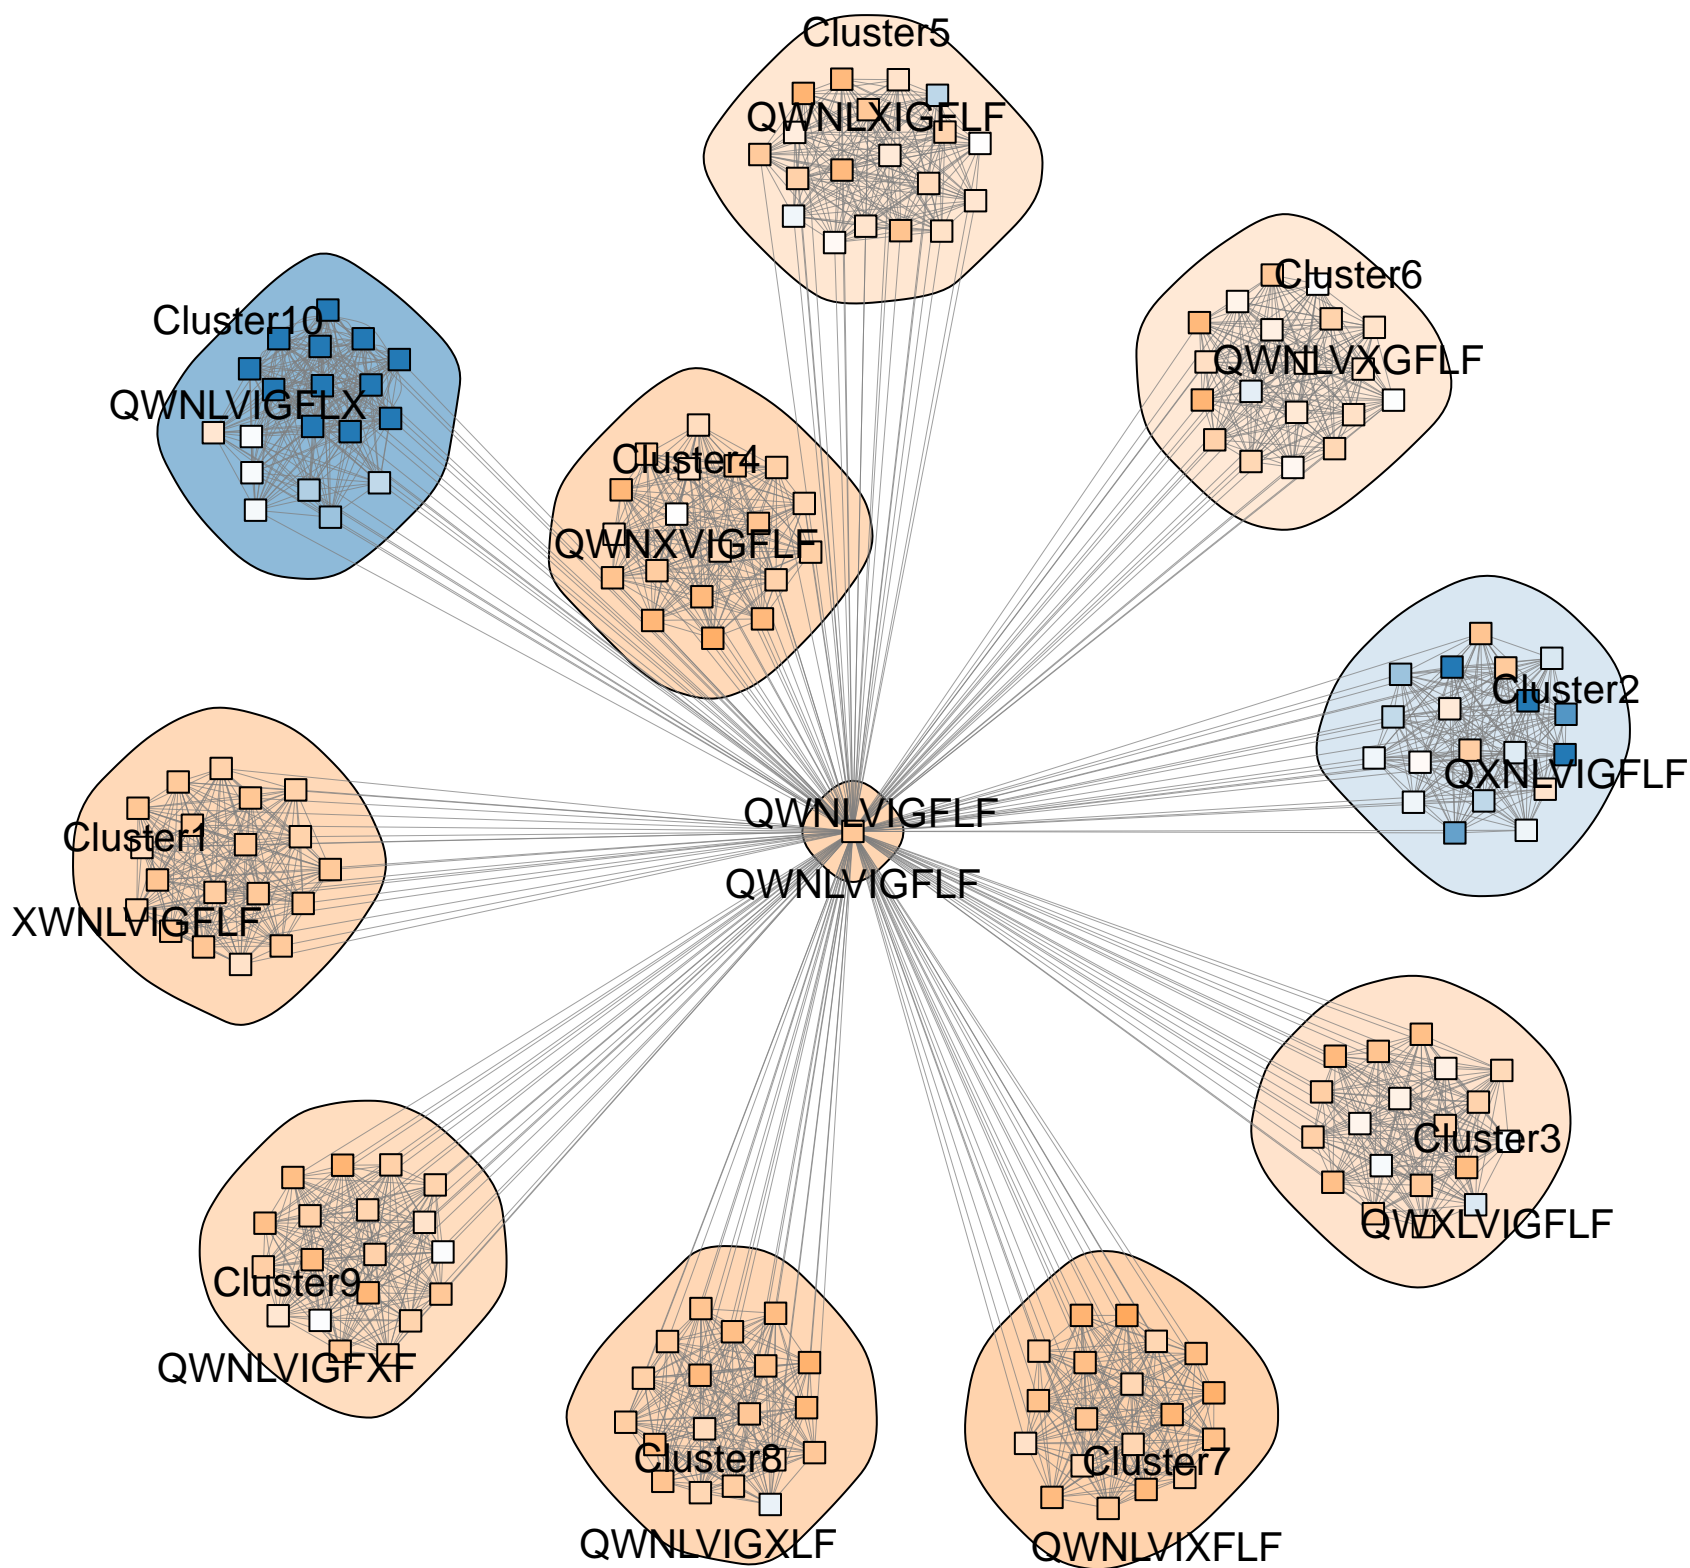 Cluster5
QWNLXIGFLF
Cluster6
QWNLVXGFLF
Cluster10
QWNLVIGFLX
Cluster4
QWNXVIGFLF
Cluster2
QXNLVIGFLF
QWNLVIGFLF
QWNLVIGFLF
Cluster1
XWNLVIGFLF
Cluster3
QWXLVIGFLF
Cluster9
QWNLVIGFXF
Cluster8
QWNLVIGXLF
Cluster7
QWNLVIXFLF